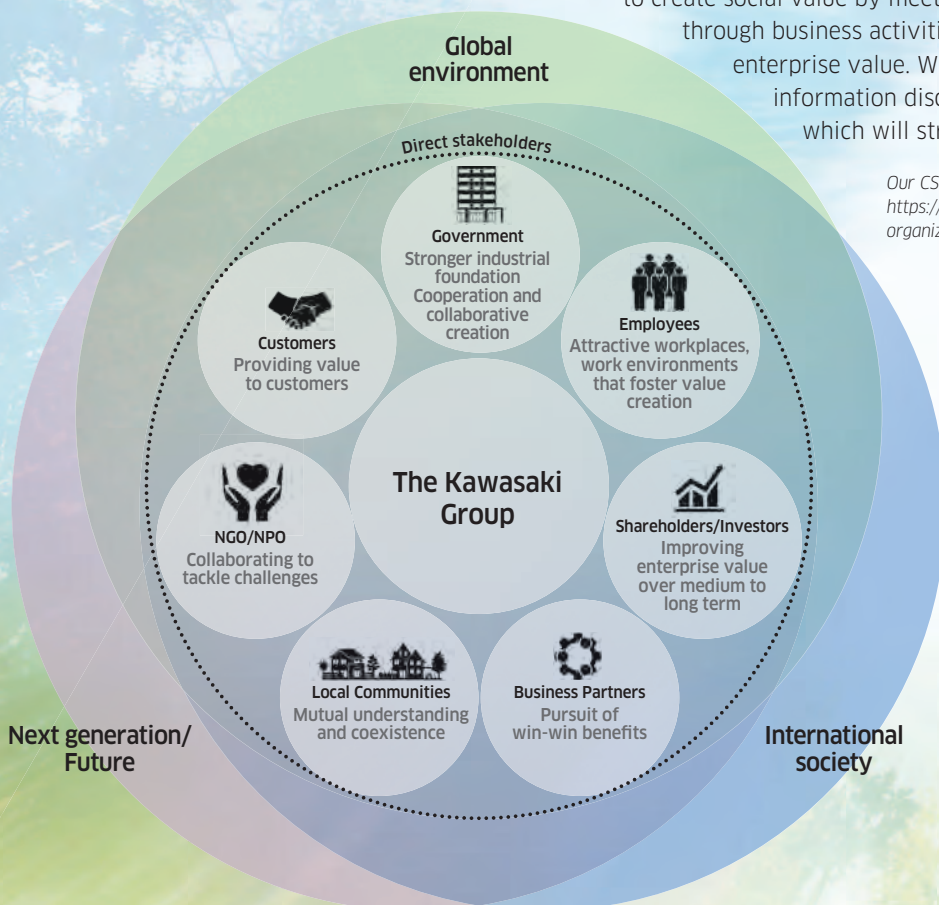 to create social value by meet
through business activiti
enterprise value. W
information disc
which will str
Our CS
https://
organiz
Global
environment
Direct stakeholders
Government
Stronger industrial
foundation
Cooperation and
collaborative
creation
Customers
Providing value
to customers
Employees
Attractive workplaces,
work environments
that foster value
creation
The Kawasaki
Group
NGO/NPO
Collaborating to
tackle challenges
Shareholders/Investors
Improving
enterprise value
over medium to
long term
Local Communities
Mutual understanding
and coexistence
Business Partners
Pursuit of
win-win benefits
Next generation/
Future
International
society